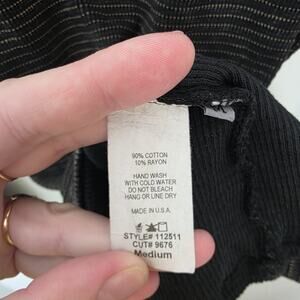 90% COTTON
10% RAYON
HAND WASH
WITH COLD WATER
DO NOT BLEACH
HANG OR LINE DRY
MADE IN U.S.A.
STYLE# 112511
CUT# 9676
Medium